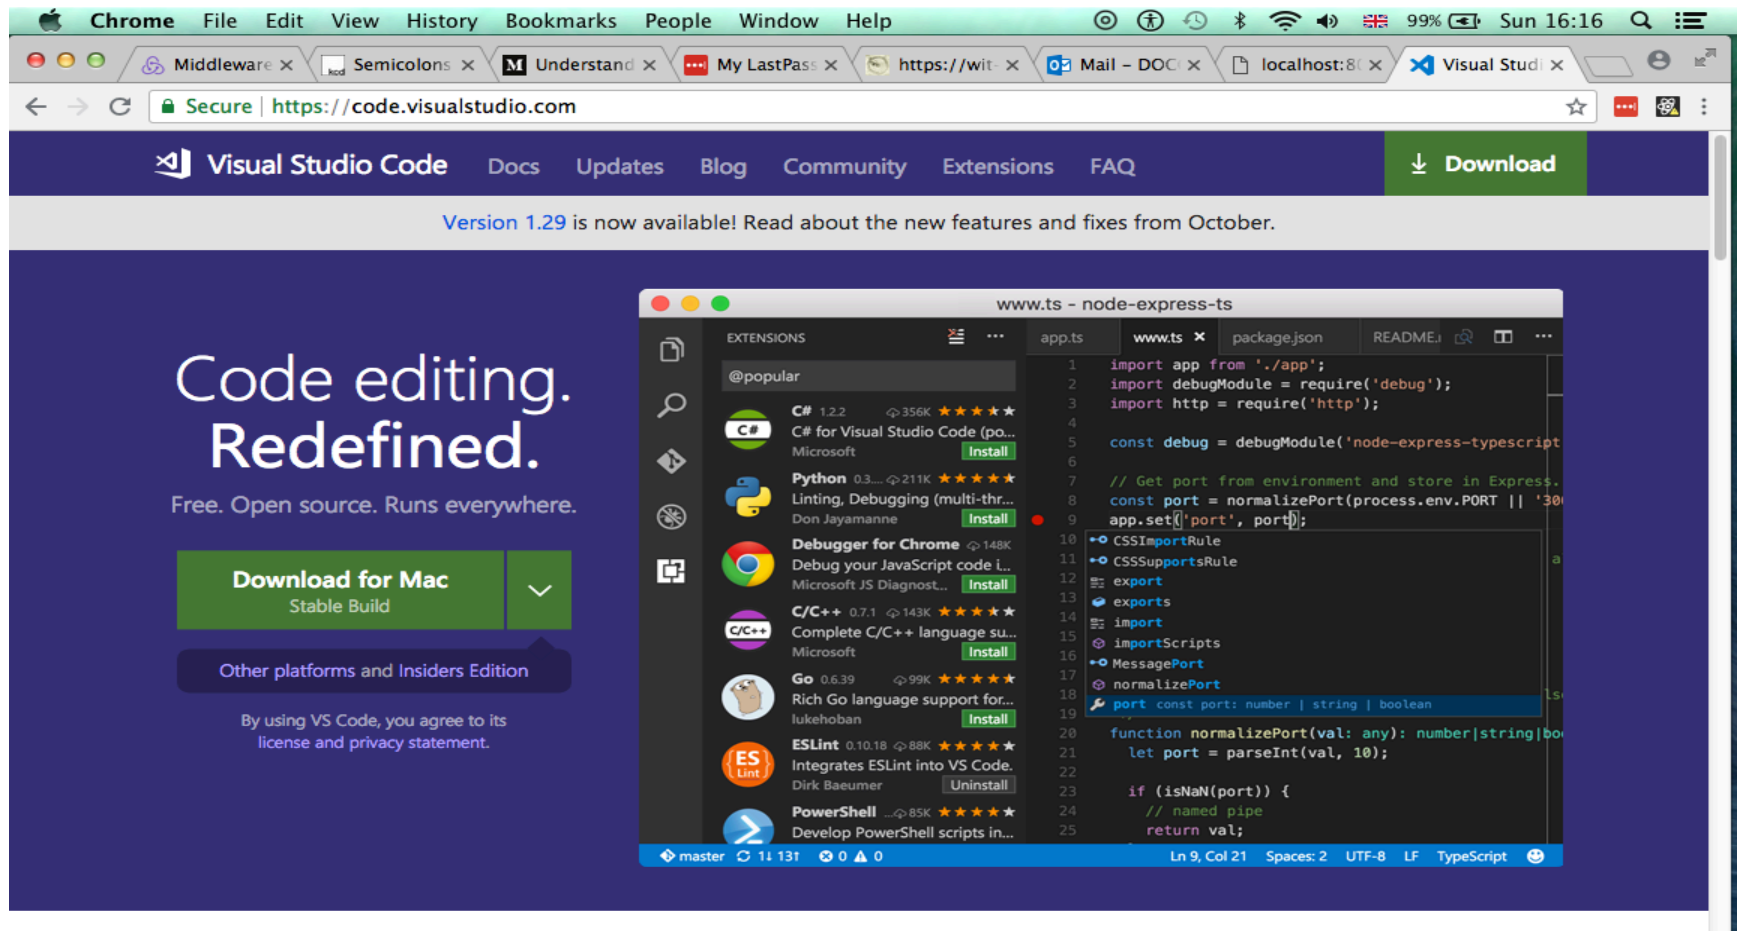 Chrome File Edit View History Bookmarks People Window Help 99% Sun 16:16
Middleware Semicolons Understand My LastPass https://wit- Mail – DOC localhost:8 Visual Studi
Secure | https://code.visualstudio.com
Visual Studio Code Docs Updates Blog Community Extensions FAQ Download
Version 1.29 is now available! Read about the new features and fixes from October.
Code editing.
Redefined.
Free. Open source. Runs everywhere.
Download for Mac
Stable Build
Other platforms and Insiders Edition
By using VS Code, you agree to its
license and privacy statement.
www.ts - node-express-ts
EXTENSIONS
@popular
C# 1.2.2 356K
C# for Visual Studio Code (po...
Microsoft Install
Python 0.3.... 211K
Linting, Debugging (multi-thr...
Don Jayamanne Install
Debugger for Chrome 148K
Debug your JavaScript code i...
Microsoft JS Diagnost... Install
C/C++ 0.7.1 143K
C/C++
Complete C/C++ language su...
Microsoft Install
Go 0.6.39 99K
Rich Go language support for...
lukehoban Install
ESLint 0.10.18 88K
ES
Lint
Integrates ESLint into VS Code.
Dirk Baeumer Uninstall
PowerShell ... 85K
Develop PowerShell scripts in...
app.ts www.ts package.json README.
1 import app from './app';
2 import debugModule = require('debug');
3 import http = require('http');
4
5 const debug = debugModule('node-express-typescript
6
7 // Get port from environment and store in Express.
8 const port = normalizePort(process.env.PORT || '300
9 app.set('port', port);
10 CSSImportRule
11 CSSSupportsRule a
12 export
13 exports
14 import
15 importScripts
16 MessagePort
17 normalizePort
18 port const port: number | string | boolean
19
20 function normalizePort(val: any): number|string|bo
21 let port = parseInt(val, 10);
22
23 if (isNaN(port)) {
24 // named pipe
25 return val;
master 1↓ 13↑ 0 0 Ln 9, Col 21 Spaces: 2 UTF-8 LF TypeScript